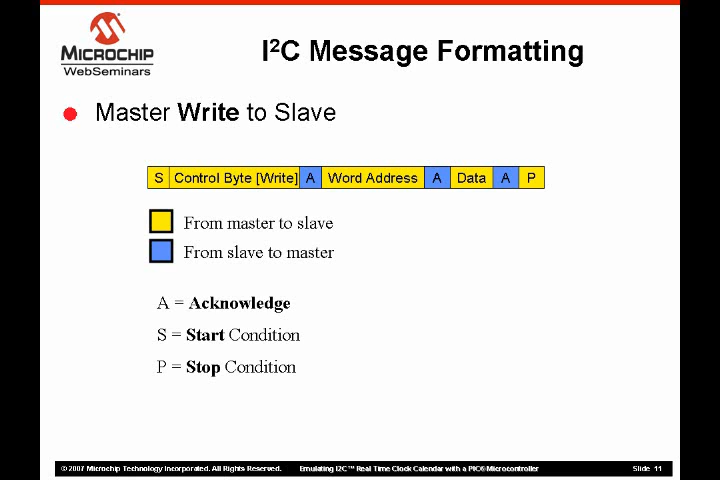 MICROCHIP
WebSeminars
I²C Message Formatting
Master Write to Slave
S Control Byte [Write] A Word Address A Data A P
From master to slave
From slave to master
A = Acknowledge
S = Start Condition
P = Stop Condition
© 2007 Microchip Technology Incorporated. All Rights Reserved. Emulating I2C™ Real Time Clock Calendar with a PIC® Microcontroller Slide 11